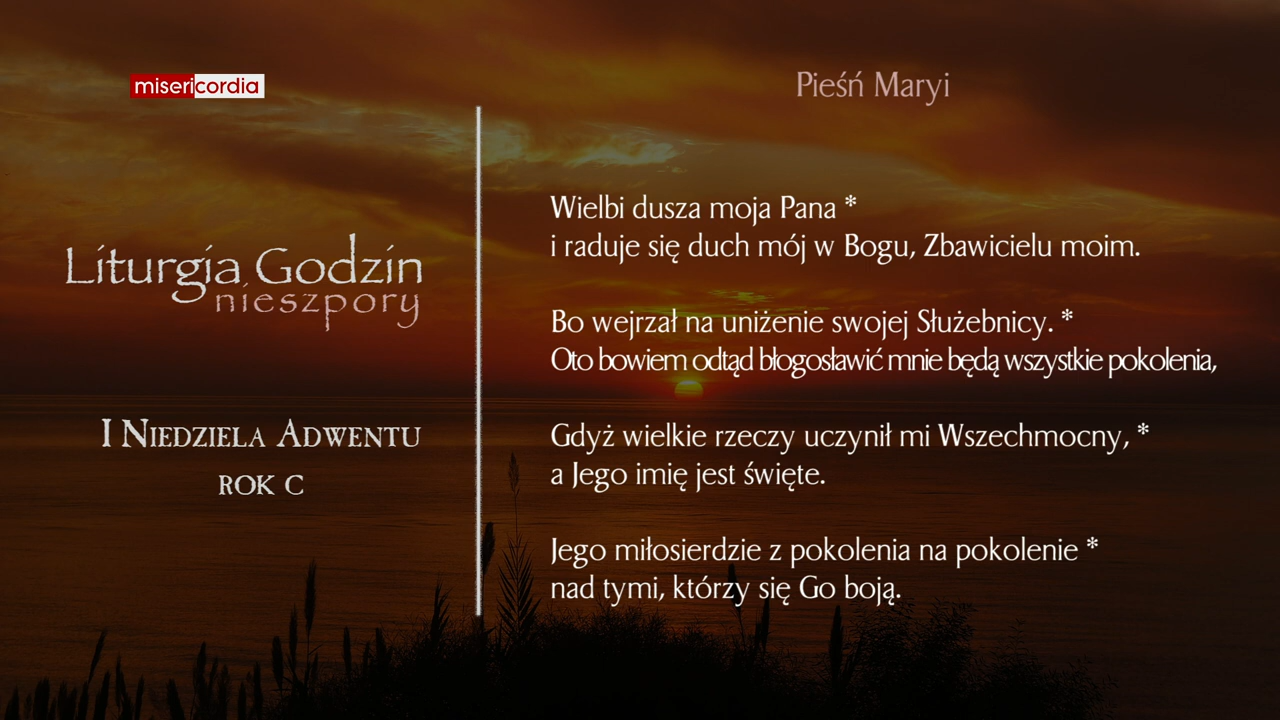 misericordia
Liturgia Godzin
nieszpory
I Niedziela Adwentu
rok C
Pieśń Maryi
Wielbi dusza moja Pana *
i raduje się duch mój w Bogu, Zbawicielu moim.
Bo wejrzał na uniżenie swojej Służebnicy. *
Oto bowiem odtąd błogosławić mnie będą wszystkie pokolenia,
Gdyż wielkie rzeczy uczynił mi Wszechmocny, *
a Jego imię jest święte.
Jego miłosierdzie z pokolenia na pokolenie *
nad tymi, którzy się Go boją.